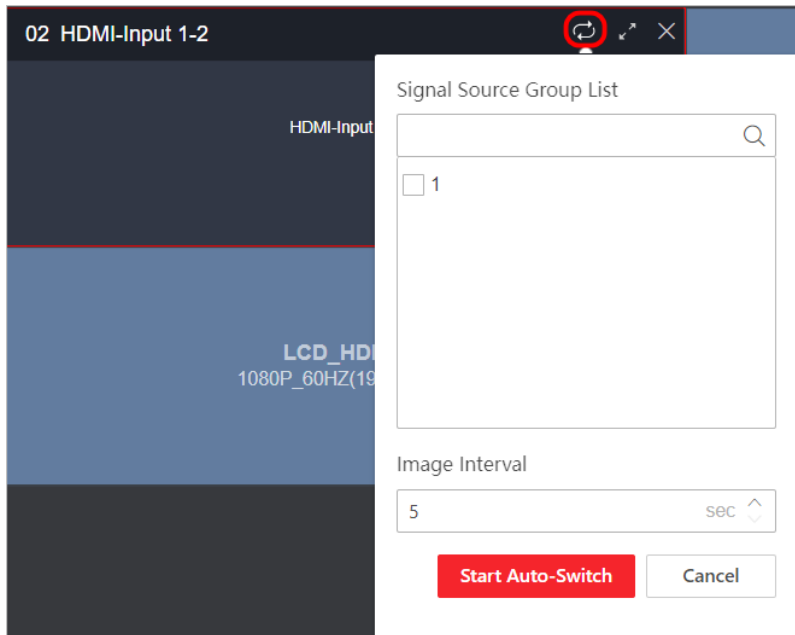 02 HDMI-Input 1-2
Signal Source Group List
HDMI-Input
1
LCD_HDI
1080P_60HZ(19
Image Interval
5 sec
Start Auto-Switch Cancel